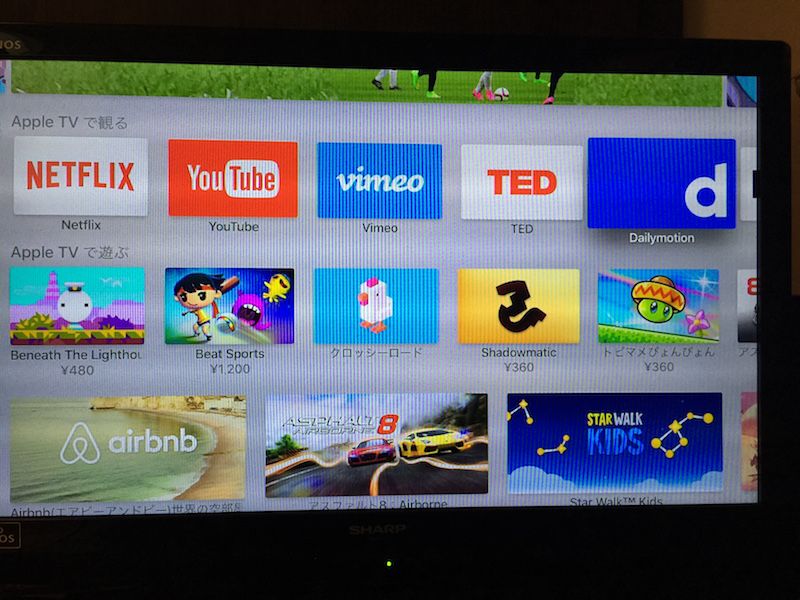 Apple TV で観る
NETFLIX
YouTube
vimeo
TED
d
Netflix
YouTube
Vimeo
TED
Dailymotion
Apple TV で遊ぶ
Beneath The Lighthou
Beat Sports
クロッシーロード
Shadowmatic
トビマメぴょんぴょん
¥480
¥1,200
¥360
¥360
airbnb
ASPHALT 8
AIRBORNE
STAR WALK
KIDS
Airbnb(エアビーアンドビー)世界の空部屋
アスファルト8：Airborne
Star Walk™ Kids
SHARP